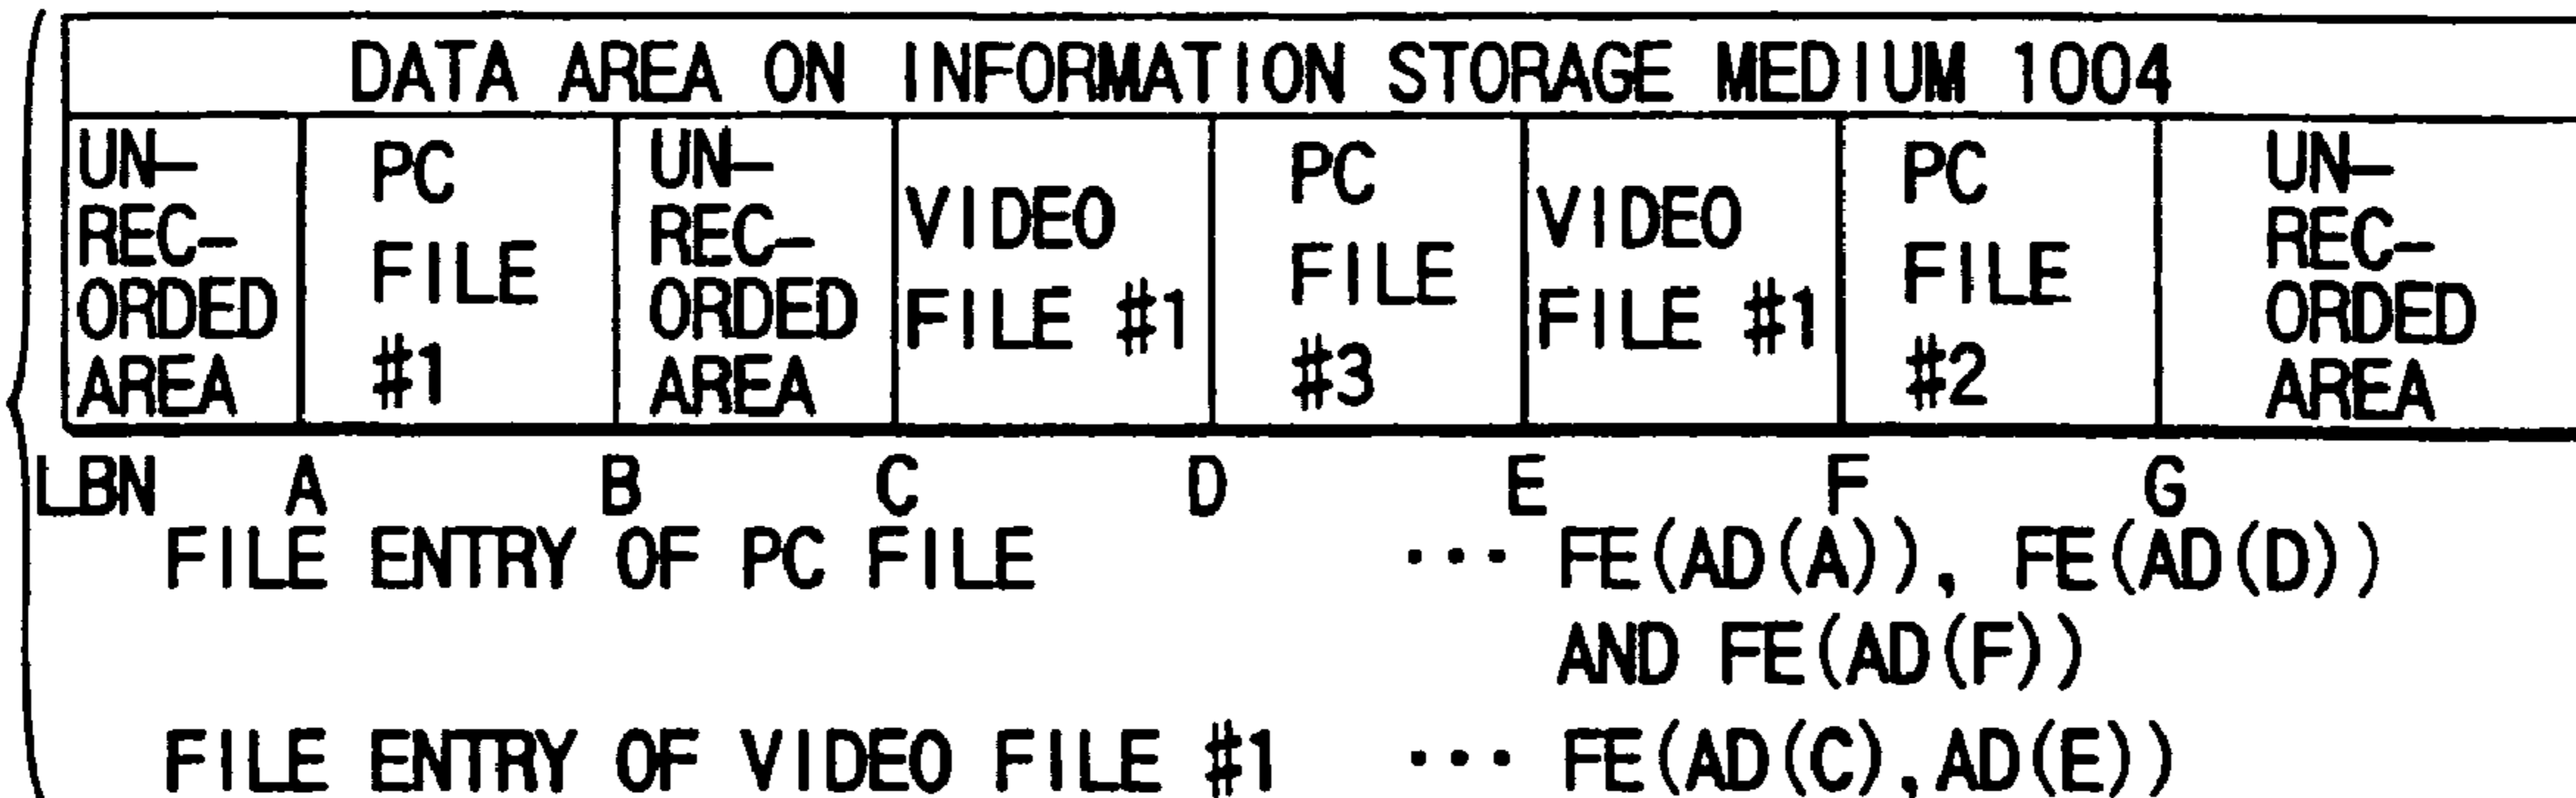 DATA AREA ON INFORMATION STORAGE MEDIUM 1004
UN-
REC-
ORDED
AREA
PC
FILE
#1
UN-
REC-
ORDED
AREA
VIDEO
FILE #1
PC
FILE
#3
VIDEO
FILE #1
PC
FILE
#2
UN-
REC-
ORDED
AREA
LBN A B C D E F G
FILE ENTRY OF PC FILE ··· FE(AD(A)), FE(AD(D))
AND FE(AD(F))
FILE ENTRY OF VIDEO FILE #1 ··· FE(AD(C),AD(E))